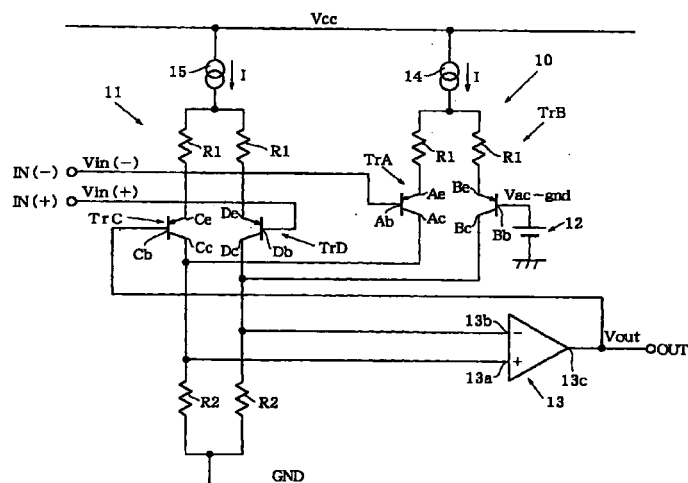 Vcc
15
I
14
I
10
11
TrB
R1
R1
R1
R1
IN(-)
Vin(-)
TrA
IN(+)
Vin(+)
Ae
Be
Vac-gnd
TrC
Ce
De
Ab
Ac
Bb
12
Cb
Cc
Dc
Db
TrD
Bc
13b
-
Vout
OUT
13a
+
13c
13
R2
R2
GND